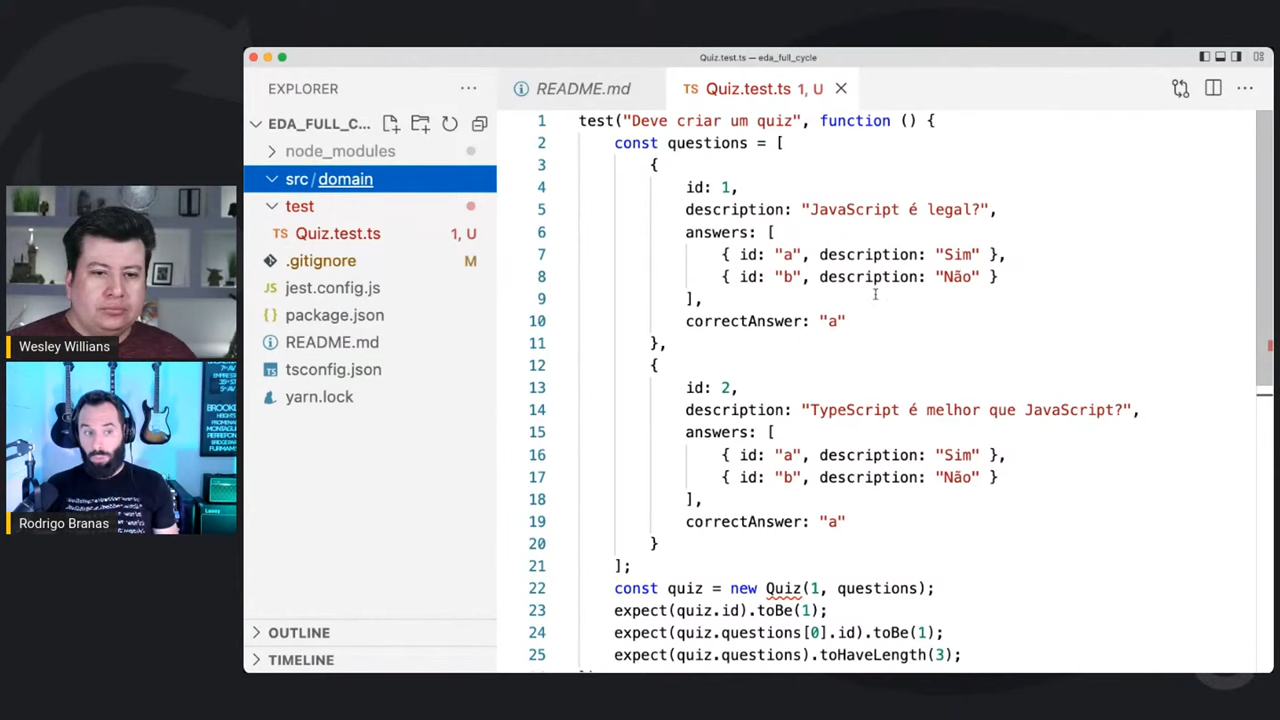 Quiz.test.ts — eda_full_cycle
EXPLORER
EDA_FULL_C...
node_modules
src/domain
test
TS Quiz.test.ts 1, U
.gitignore M
jest.config.js
package.json
README.md
tsconfig.json
yarn.lock
OUTLINE
TIMELINE
README.md
TS Quiz.test.ts 1, U
1 test("Deve criar um quiz", function () {
2 const questions = [
3 {
4 id: 1,
5 description: "JavaScript é legal?",
6 answers: [
7 { id: "a", description: "Sim" },
8 { id: "b", description: "Não" }
9 ],
10 correctAnswer: "a"
11 },
12 {
13 id: 2,
14 description: "TypeScript é melhor que JavaScript?",
15 answers: [
16 { id: "a", description: "Sim" },
17 { id: "b", description: "Não" }
18 ],
19 correctAnswer: "a"
20 }
21 ];
22 const quiz = new Quiz(1, questions);
23 expect(quiz.id).toBe(1);
24 expect(quiz.questions[0].id).toBe(1);
25 expect(quiz.questions).toHaveLength(3);
Wesley Willians
Rodrigo Branas